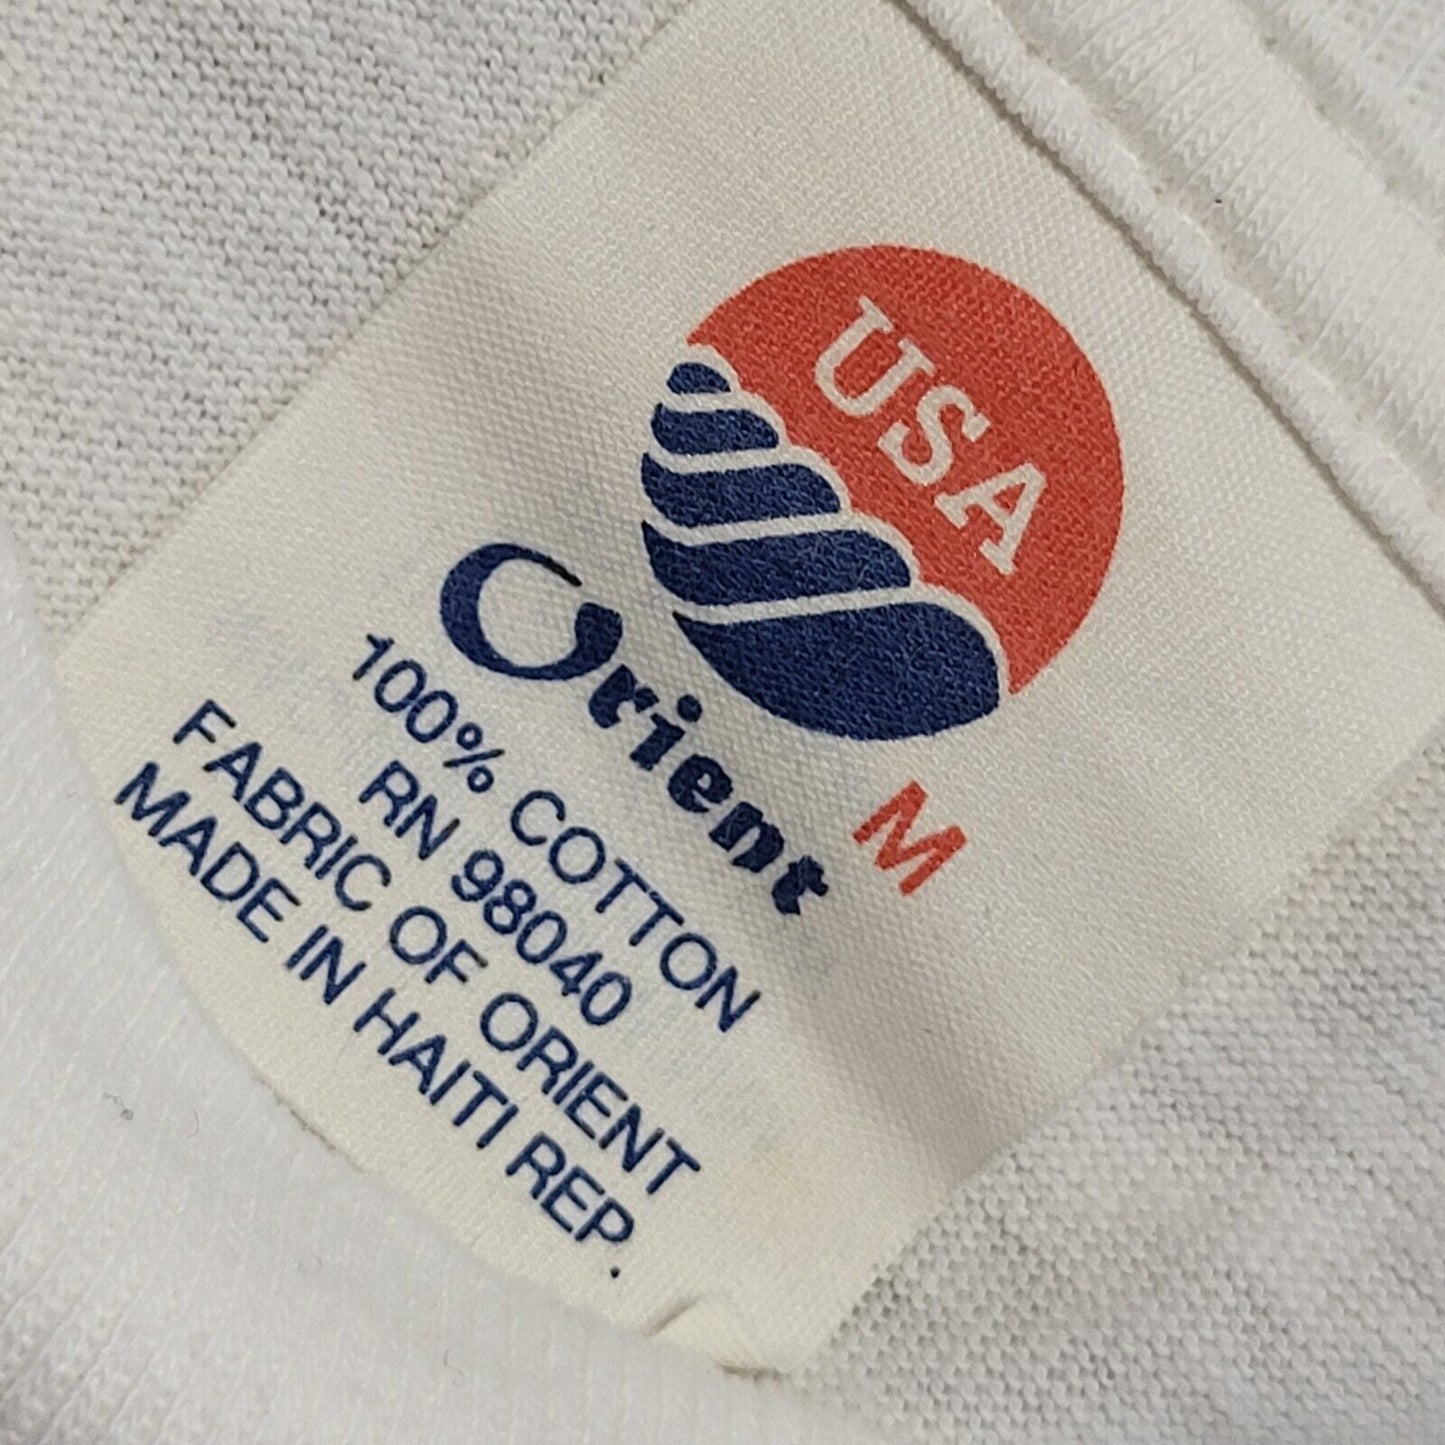 USA
Orient
M
100% COTTON
RN 98040
FABRIC OF ORIENT
MADE IN HAITI REP.